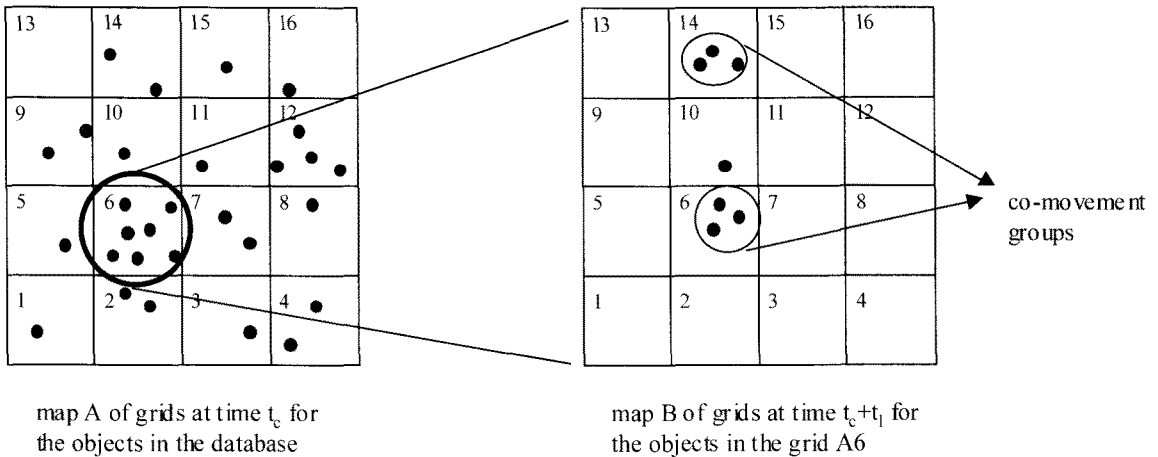 13 14 15 16
9 10 11 12
5 6 7 8
1 2 3 4
map A of grids at time t_c for
the objects in the database
13 14 15 16
9 10 11 12
5 6 7 8
1 2 3 4
co-movement
groups
map B of grids at time t_c+t_l for
the objects in the grid A6